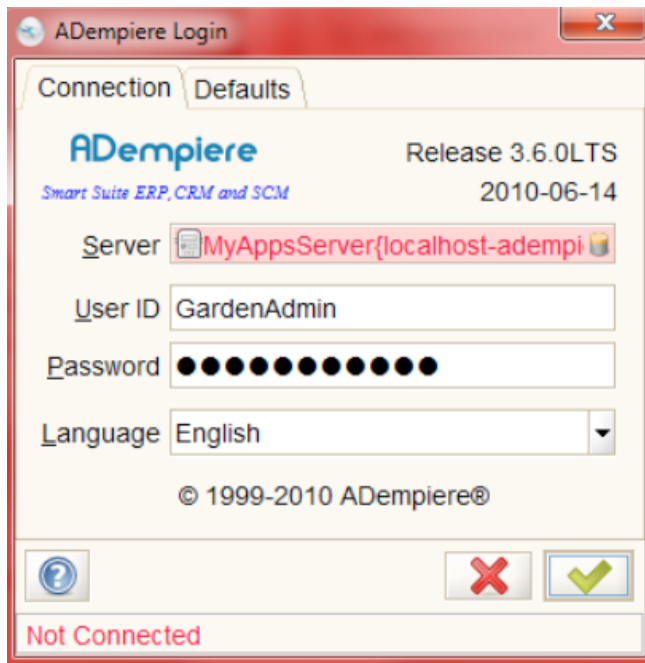 ADempiere Login
Connection Defaults
ADempiere Release 3.6.0LTS
Smart Suite ERP, CRM and SCM 2010-06-14
Server MyAppsServer{localhost-adempi
User ID GardenAdmin
Password ●●●●●●●●●●●
Language English
© 1999-2010 ADempiere®
Not Connected